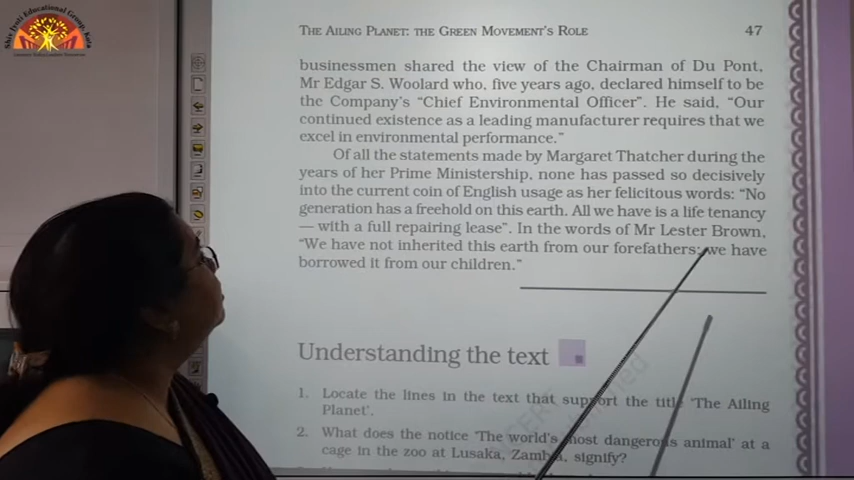 Shiv Jyoti Educational Group, Kota
THE AILING PLANET: THE GREEN MOVEMENT'S ROLE 47
businessmen shared the view of the Chairman of Du Pont,
Mr Edgar S. Woolard who, five years ago, declared himself to be
the Company's “Chief Environmental Officer”. He said, “Our
continued existence as a leading manufacturer requires that we
excel in environmental performance.”
Of all the statements made by Margaret Thatcher during the
years of her Prime Ministership, none has passed so decisively
into the current coin of English usage as her felicitous words: “No
generation has a freehold on this earth. All we have is a life tenancy
— with a full repairing lease”. In the words of Mr Lester Brown,
“We have not inherited this earth from our forefathers; we have
borrowed it from our children.”
Understanding the text
1. Locate the lines in the text that support the title 'The Ailing
Planet'.
2. What does the notice 'The world's most dangerous animal' at a
cage in the zoo at Lusaka, Zambia, signify?